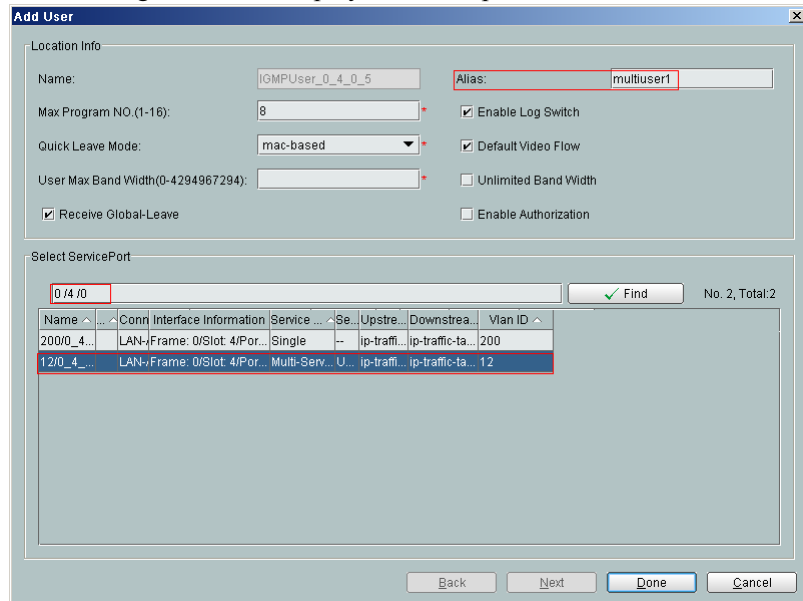 Add User
Location Info
Name: IGMPUser_0_4_0_5 Alias: multiuser1
Max Program NO.(1-16): 8 * Enable Log Switch
Quick Leave Mode: mac-based * Default Video Flow
User Max Band Width(0-4294967294): * Unlimited Band Width
Receive Global-Leave Enable Authorization
Select ServicePort
0 /4 /0 Find No. 2, Total:2
Name ... Conn Interface Information Service ... Se... Upstre... Downstrea... Vlan ID
200/0_4... LAN- Frame: 0/Slot: 4/Por... Single -- ip-traffi... ip-traffic-ta... 200
12/0_4_... LAN- Frame: 0/Slot: 4/Por... Multi-Serv... U... ip-traffi... ip-traffic-ta... 12
Back Next Done Cancel